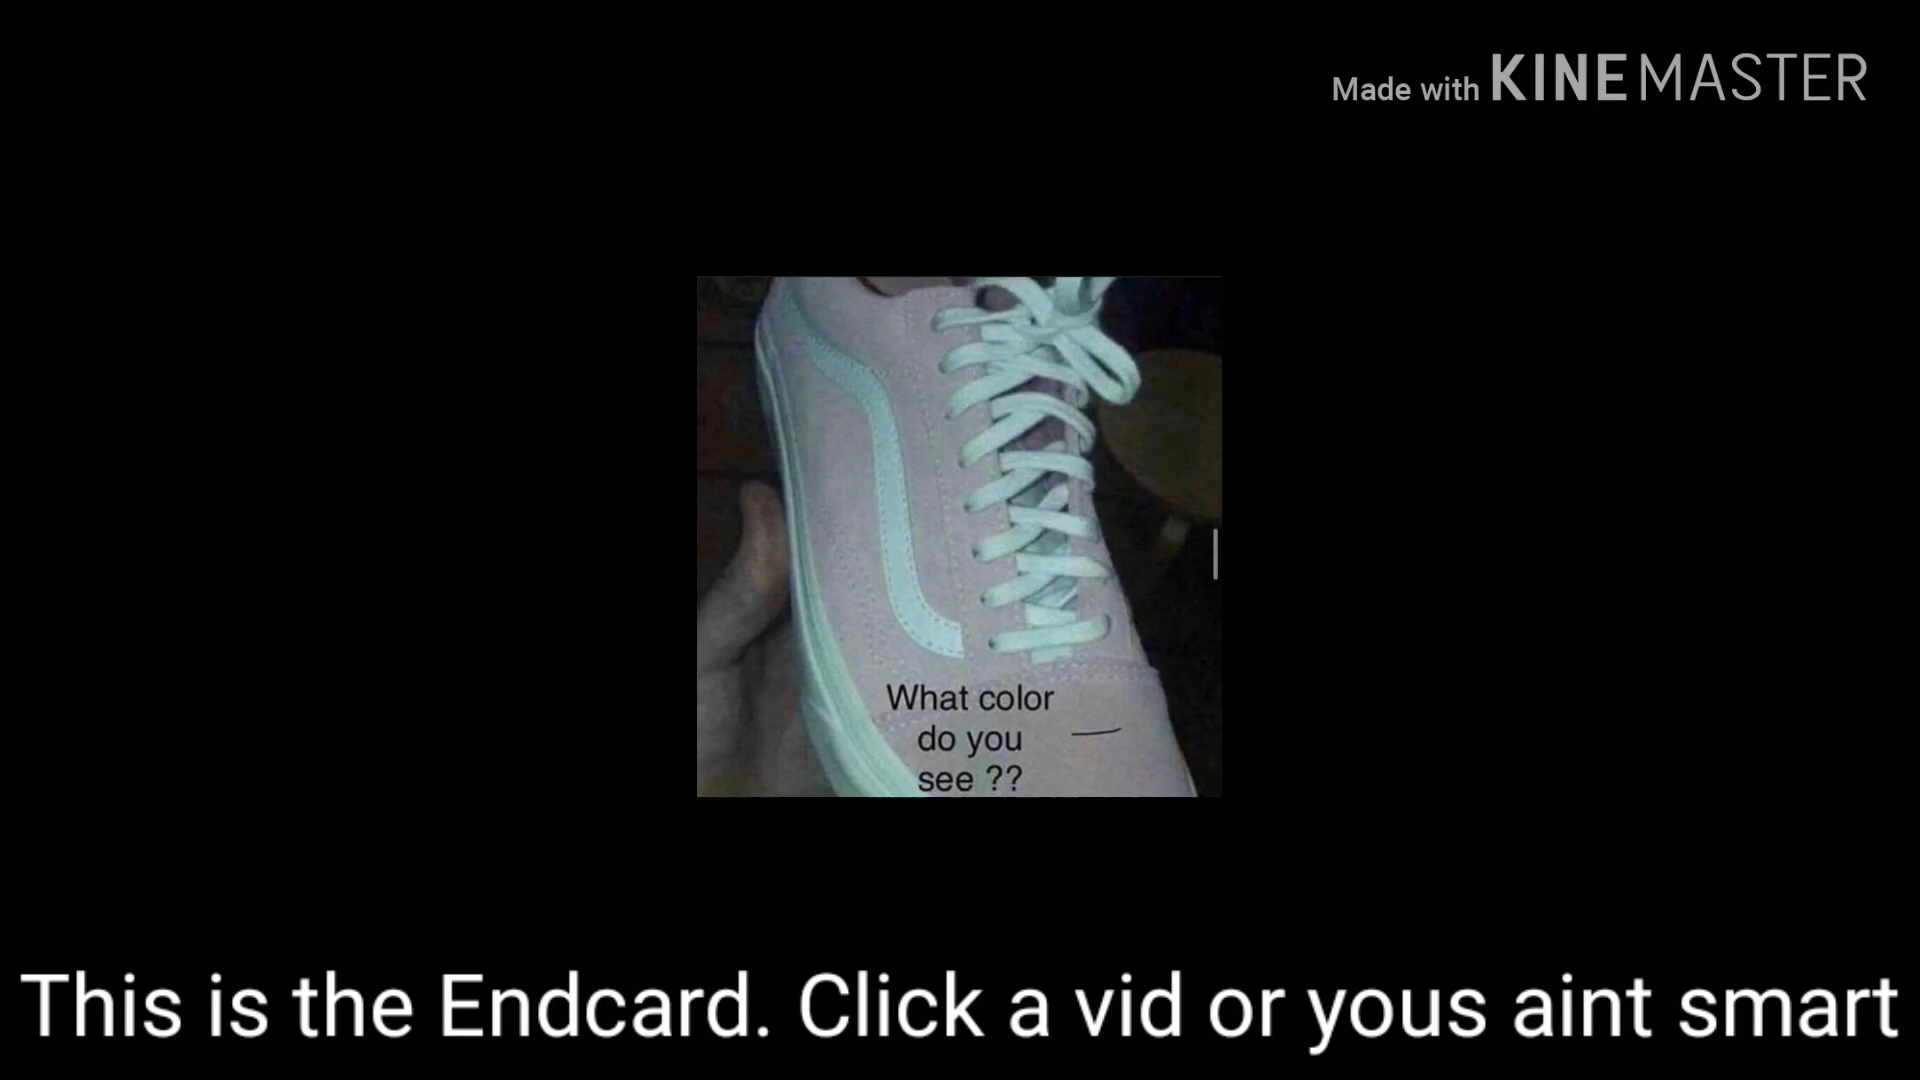 Made with KINEMASTER
What color
do you
see ??
This is the Endcard. Click a vid or yous aint smart